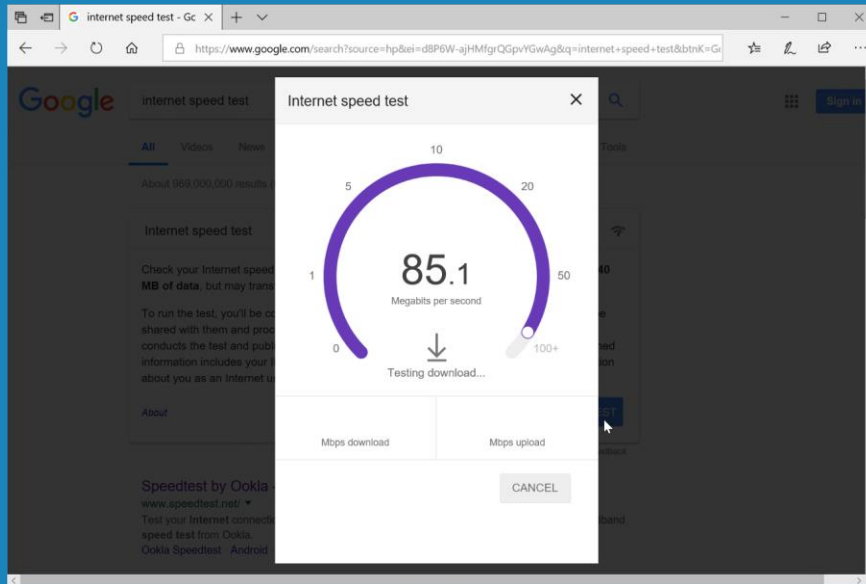 internet speed test - Gc
https://www.google.com/search?source=hp&ei=d8P6W-ajHMfgrQGpvYGwAg&q=internet+speed+test&btnK=G
Google
internet speed test
Sign in
All Videos News
Tools
About 969,000,000 results
Internet speed test
Check your Internet speed
40
MB of data, but may trans
To run the test, you'll be co
shared with them and proc
conducts the test and publ
information includes your I
about you as an Internet u
About
EST
Speedtest by Ookla
www.speedtest.net/
Test your Internet connecti
band
speed test from Ookla.
Ookla Speedtest · Android
Internet speed test
0
1
5
10
20
50
100+
85.1
Megabits per second
Testing download...
Mbps download
Mbps upload
CANCEL